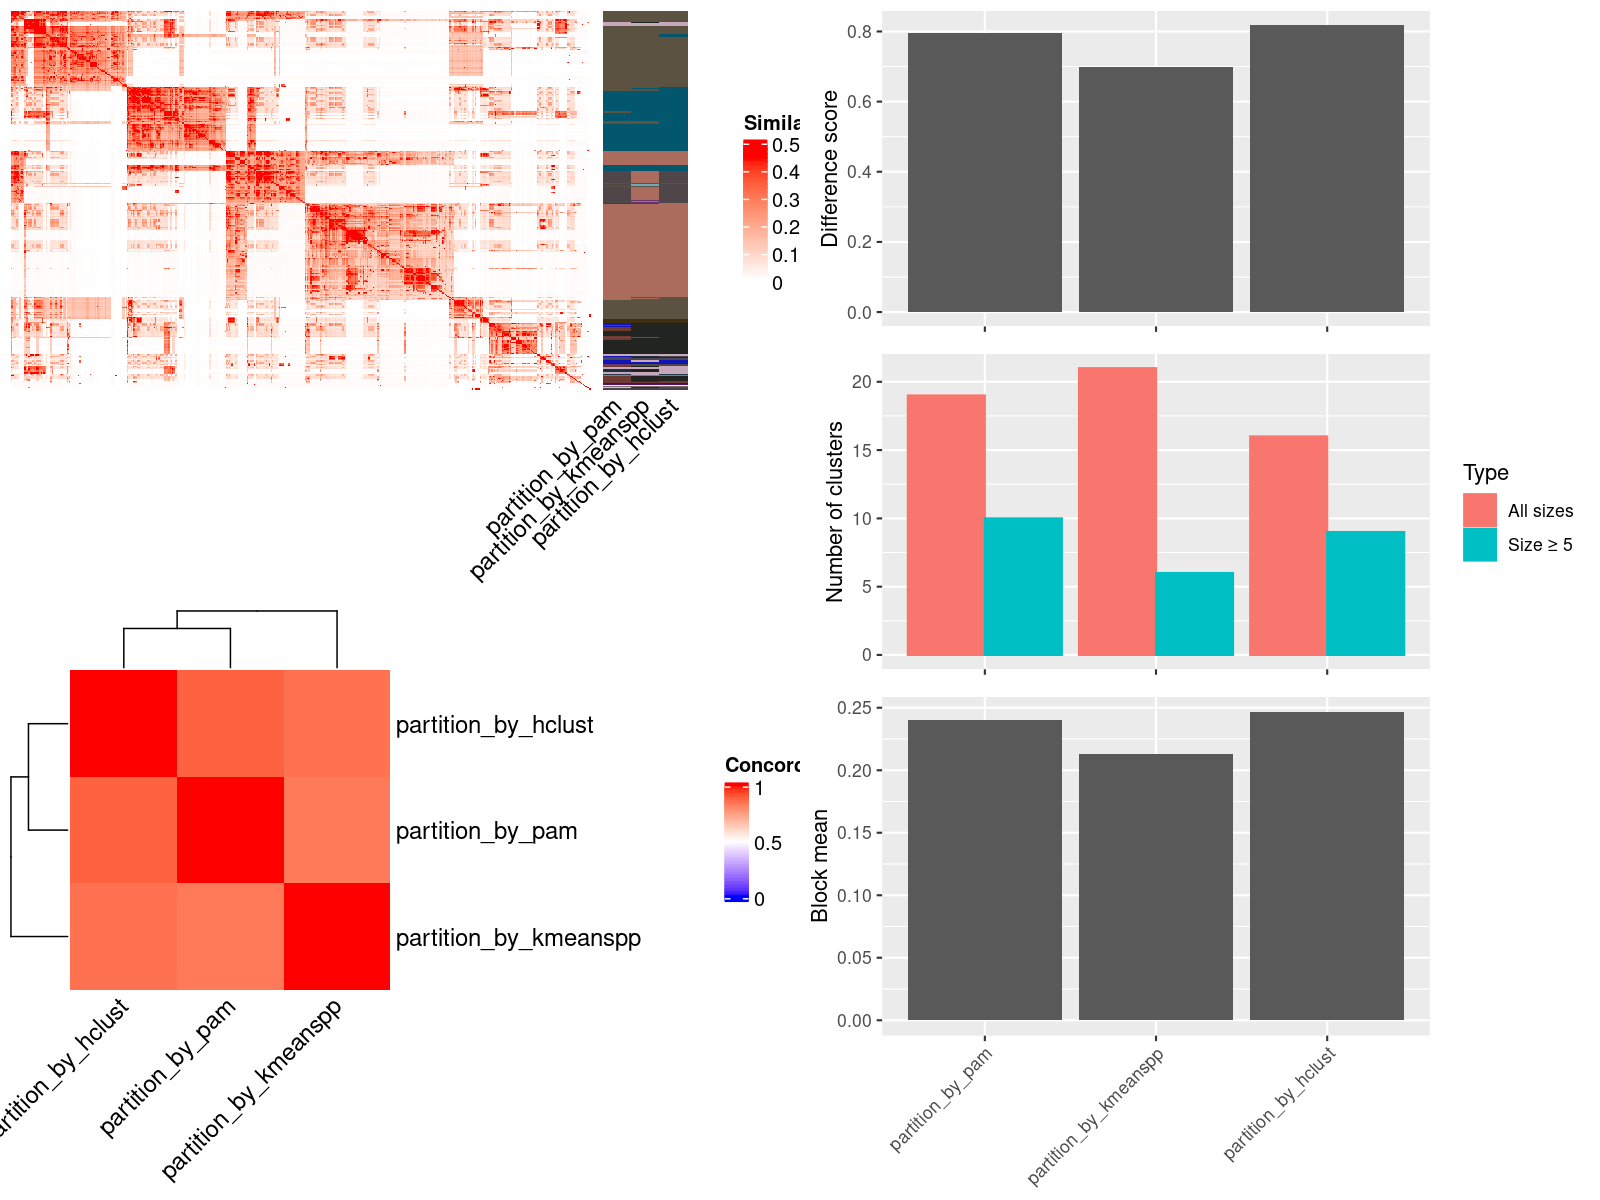 Simila
0.5
0.4
0.3
0.2
0.1
0
partition_by_pam
partition_by_kmeanspp
partition_by_hclust
partition_by_hclust
partition_by_pam
partition_by_kmeanspp
artition_by_hclust
partition_by_pam
partition_by_kmeanspp
Concor
1
0.5
0
Difference score
0.8
0.6
0.4
0.2
0.0
Number of clusters
20
15
10
5
0
Type
All sizes
Size ≥ 5
Block mean
0.25
0.20
0.15
0.10
0.05
0.00
partition_by_pam
partition_by_kmeanspp
partition_by_hclust